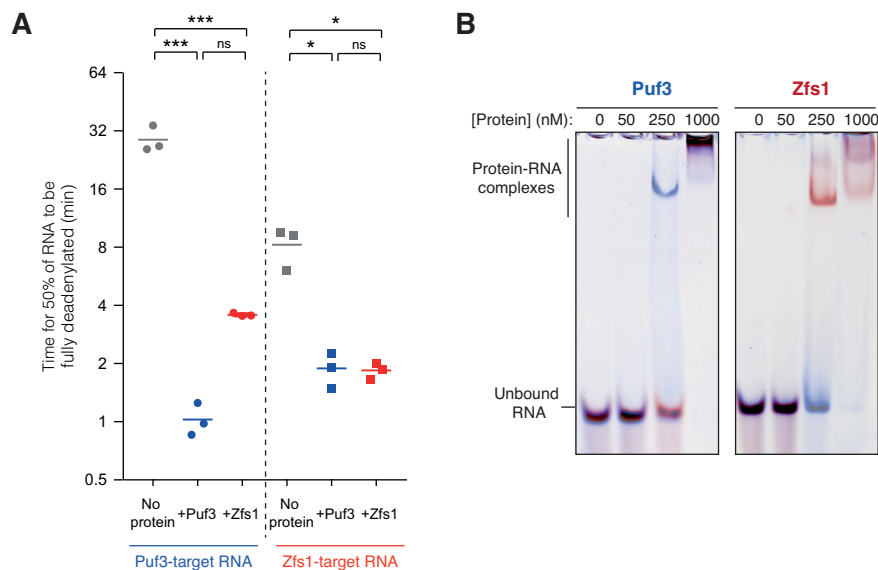 A
*** 
*** ns
*
* ns
Time for 50% of RNA to be
fully deadenylated (min)
64
32
16
8
4
2
1
0.5
No
protein +Puf3 +Zfs1
No
protein +Puf3 +Zfs1
Puf3-target RNA
Zfs1-target RNA
B
Puf3 Zfs1
[Protein] (nM): 0 50 250 1000 0 50 250 1000
Protein-RNA
complexes
Unbound
RNA